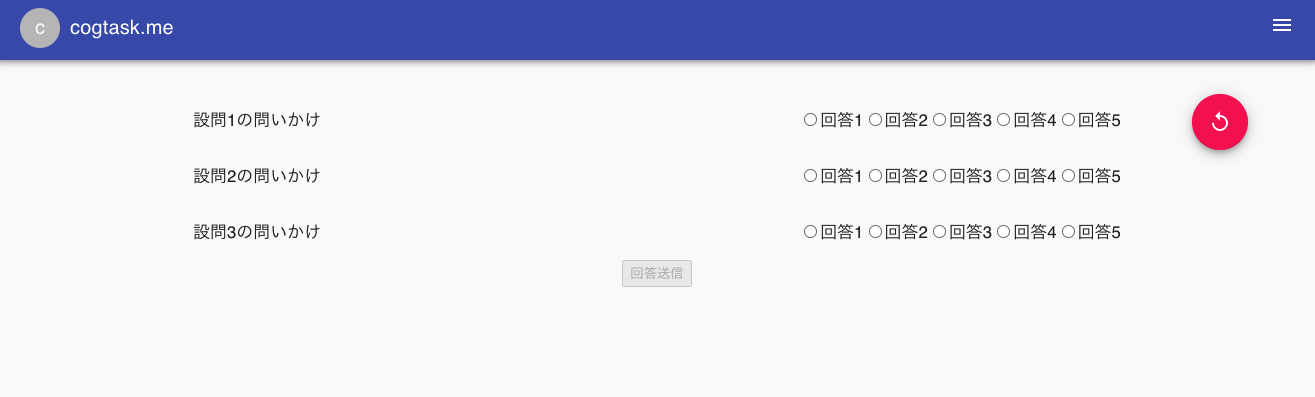 c cogtask.me
設問1の問いかけ 回答1 回答2 回答3 回答4 回答5
設問2の問いかけ 回答1 回答2 回答3 回答4 回答5
設問3の問いかけ 回答1 回答2 回答3 回答4 回答5
回答送信